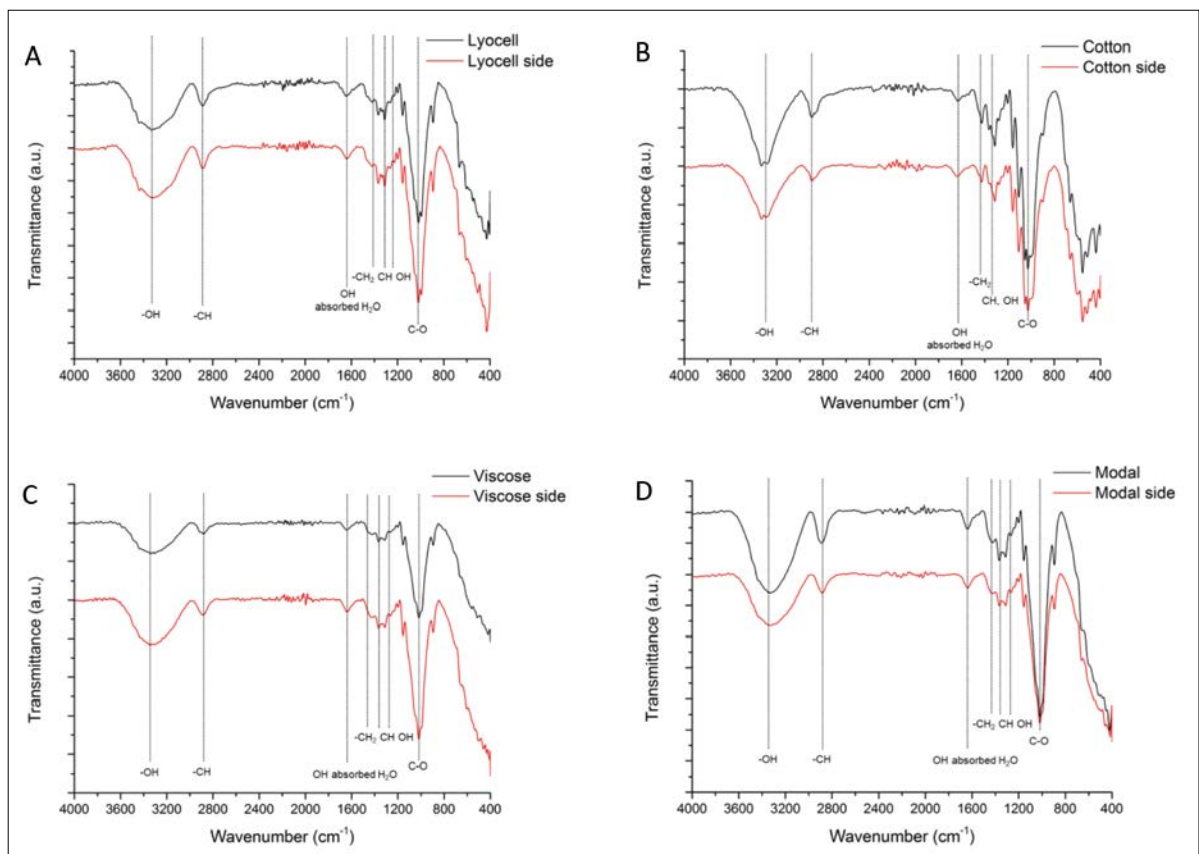 A
Lyocell
Lyocell side
Transmittance (a.u.)
-OH
-CH
OH
absorbed H₂O
-CH₂ CH OH
C-O
4000 3600 3200 2800 2400 2000 1600 1200 800 400
Wavenumber (cm⁻¹)
B
Cotton
Cotton side
Transmittance (a.u.)
-OH
-CH
OH
absorbed H₂O
-CH₂
CH, OH
C-O
4000 3600 3200 2800 2400 2000 1600 1200 800 400
Wavenumber (cm⁻¹)
C
Viscose
Viscose side
Transmittance (a.u.)
-OH
-CH
OH absorbed H₂O
-CH₂ CH OH
C-O
4000 3600 3200 2800 2400 2000 1600 1200 800 400
Wavenumber (cm⁻¹)
D
Modal
Modal side
Transmittance (a.u.)
-OH
-CH
OH absorbed H₂O
-CH₂ CH OH
C-O
4000 3600 3200 2800 2400 2000 1600 1200 800 400
Wavenumber (cm⁻¹)